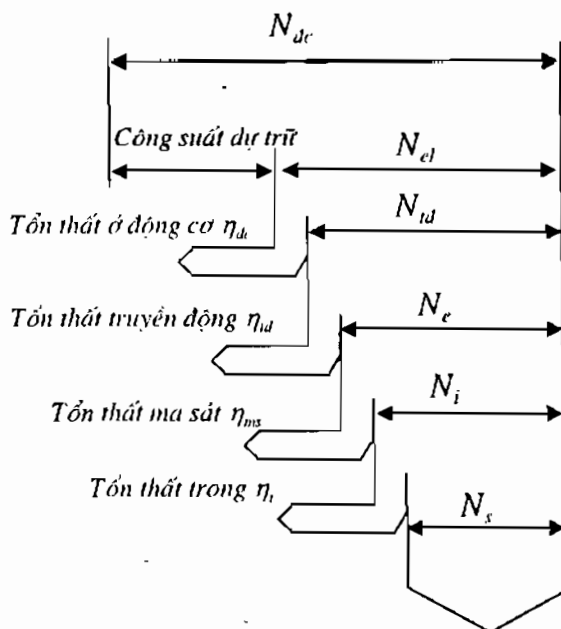 N_dc
Công suất dự trữ N_el
Tổn thất ở động cơ η_dc N_td
Tổn thất truyền động η_td N_e
Tổn thất ma sát η_ms N_i
Tổn thất trong η_i N_s